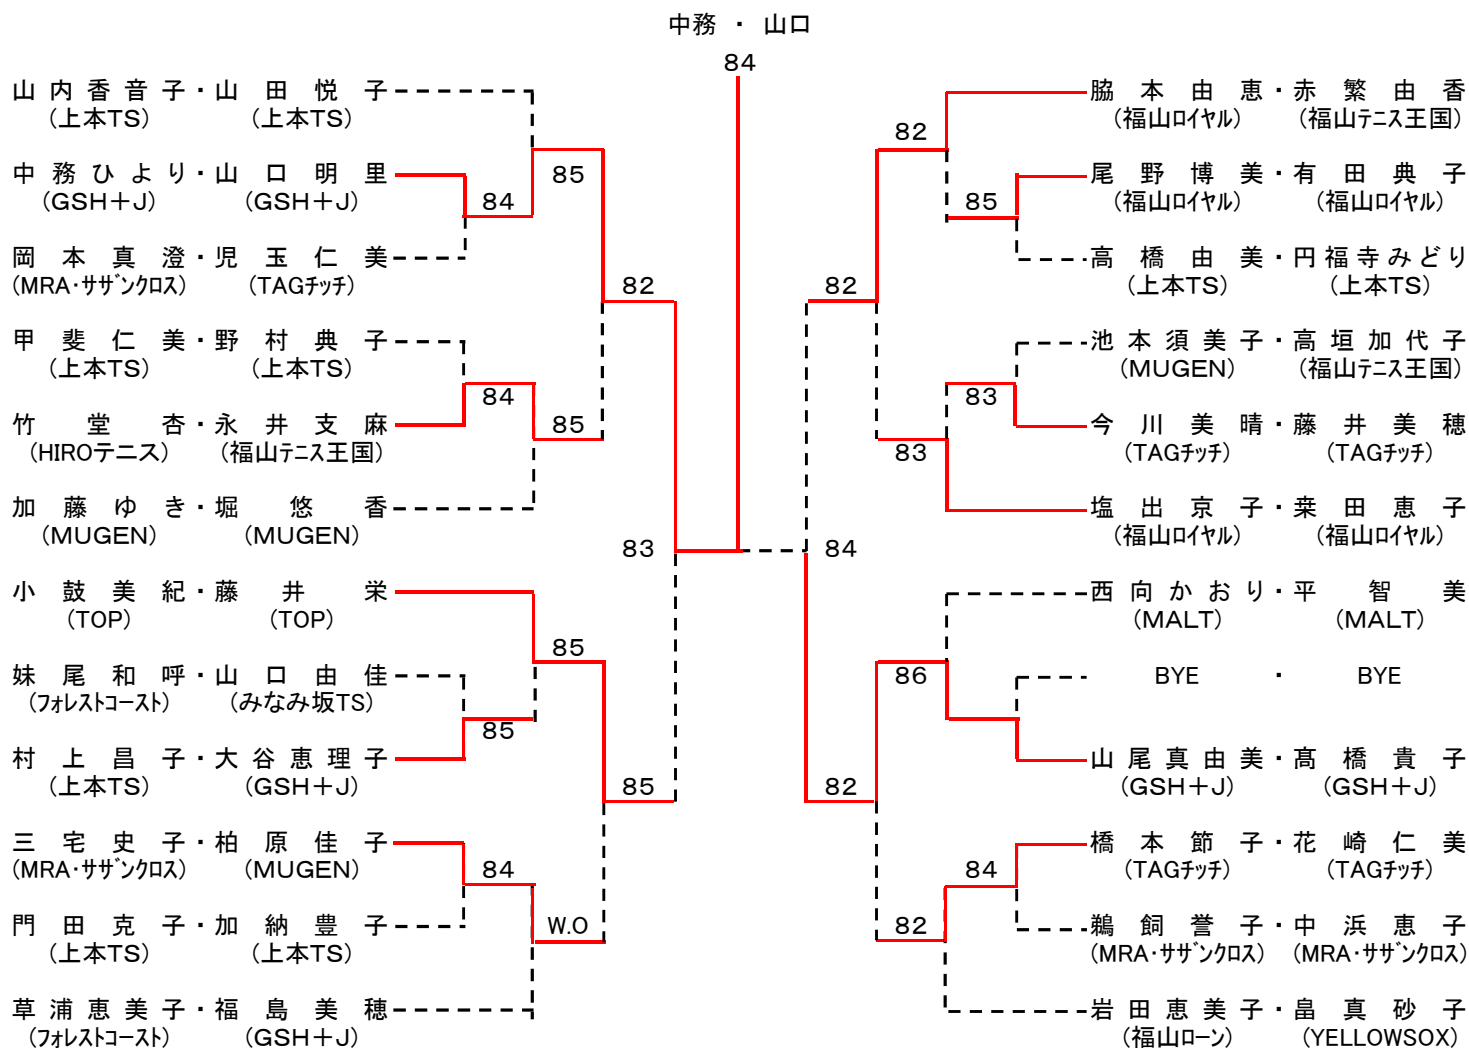 中務 ・ 山口
84
山内香音子・山田悦子
(上本TS) (上本TS)
中務ひより・山口明里
(GSH＋J) (GSH＋J)
岡本真澄・児玉仁美
(MRA・ｻｻﾞﾝｸﾛｽ) (TAGﾁｯﾁ)
甲斐仁美・野村典子
(上本TS) (上本TS)
竹堂杏・永井支麻
(HIROテニス) (福山ﾃﾆｽ王国)
加藤ゆき・堀悠香
(MUGEN) (MUGEN)
小鼓美紀・藤井栄
(TOP) (TOP)
妹尾和呼・山口由佳
(ﾌｫﾚｽﾄｺｰｽﾄ) (みなみ坂TS)
村上昌子・大谷恵理子
(上本TS) (GSH＋J)
三宅史子・柏原佳子
(MRA・ｻｻﾞﾝｸﾛｽ) (MUGEN)
門田克子・加納豊子
(上本TS) (上本TS)
草浦恵美子・福島美穂
(ﾌｫﾚｽﾄｺｰｽﾄ) (GSH＋J)
84
85
82
84
85
83
85
85
85
84
W.O
脇本由恵・赤繁由香
(福山ﾛｲﾔﾙ) (福山ﾃﾆｽ王国)
尾野博美・有田典子
(福山ﾛｲﾔﾙ) (福山ﾛｲﾔﾙ)
高橋由美・円福寺みどり
(上本TS) (上本TS)
池本須美子・高垣加代子
(MUGEN) (福山ﾃﾆｽ王国)
今川美晴・藤井美穂
(TAGﾁｯﾁ) (TAGﾁｯﾁ)
塩出京子・桒田恵子
(福山ﾛｲﾔﾙ) (福山ﾛｲﾔﾙ)
西向かおり・平智美
(MALT) (MALT)
BYE ・ BYE
山尾真由美・髙橋貴子
(GSH＋J) (GSH＋J)
橋本節子・花崎仁美
(TAGﾁｯﾁ) (TAGﾁｯﾁ)
鵜飼誉子・中浜恵子
(MRA・ｻｻﾞﾝｸﾛｽ) (MRA・ｻｻﾞﾝｸﾛｽ)
岩田恵美子・畠真砂子
(福山ﾛｰﾝ) (YELLOWSOX)
82
85
82
83
83
84
86
82
84
82